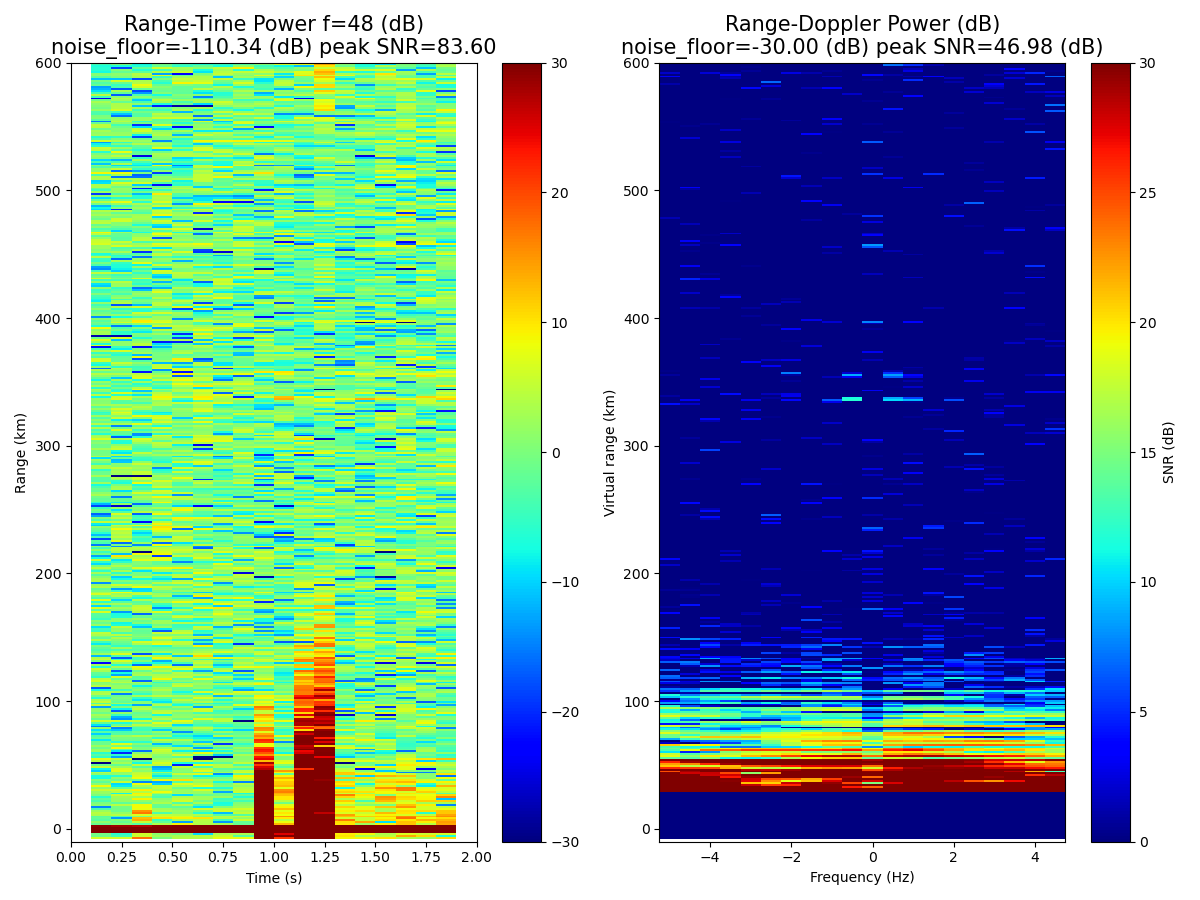 Range-Time Power f=48 (dB)
noise_floor=-110.34 (dB) peak SNR=83.60
Range-Doppler Power (dB)
noise_floor=-30.00 (dB) peak SNR=46.98 (dB)
Range (km)
600
500
400
300
200
100
0
0.00 0.25 0.50 0.75 1.00 1.25 1.50 1.75 2.00
Time (s)
30
20
10
0
−10
−20
−30
Virtual range (km)
600
500
400
300
200
100
0
−4 −2 0 2 4
Frequency (Hz)
30
25
20
15
10
5
0
SNR (dB)